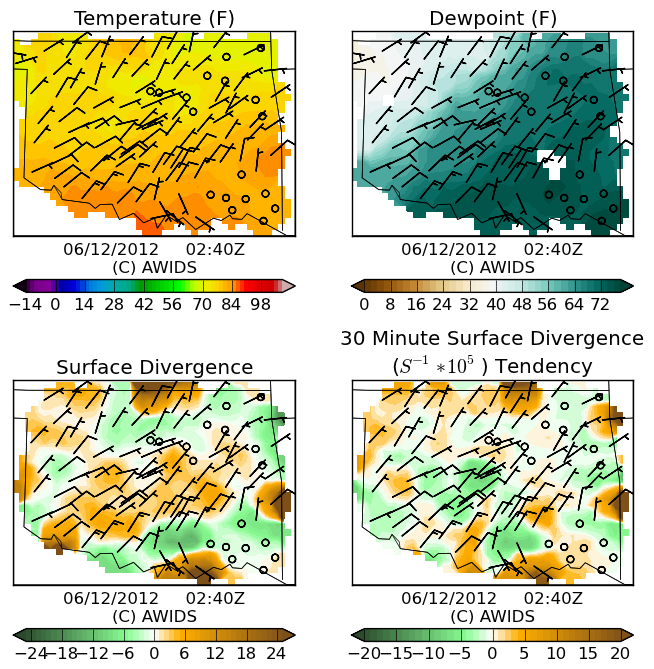 Temperature (F)
Dewpoint (F)
06/12/2012 02:40Z
(C) AWIDS
06/12/2012 02:40Z
(C) AWIDS
−14 0 14 28 42 56 70 84 98
0 8 16 24 32 40 48 56 64 72
Surface Divergence
30 Minute Surface Divergence
(S⁻¹ *10⁵ ) Tendency
06/12/2012 02:40Z
(C) AWIDS
06/12/2012 02:40Z
(C) AWIDS
−24 −18 −12 −6 0 6 12 18 24
−20 −15 −10 −5 0 5 10 15 20